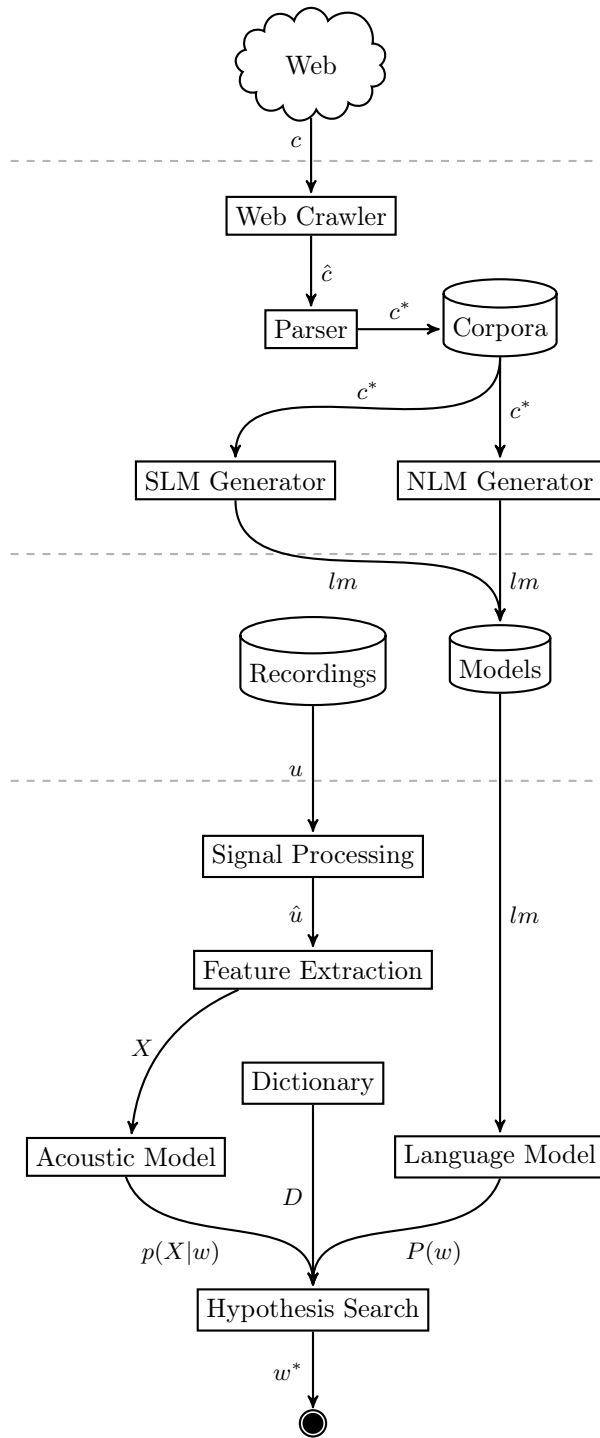 Web
c
Web Crawler
ĉ
Parser
c*
Corpora
c*
c*
SLM Generator
NLM Generator
lm
lm
Recordings
Models
u
Signal Processing
û
lm
Feature Extraction
X
Dictionary
Acoustic Model
Language Model
D
p(X|w)
P(w)
Hypothesis Search
w*